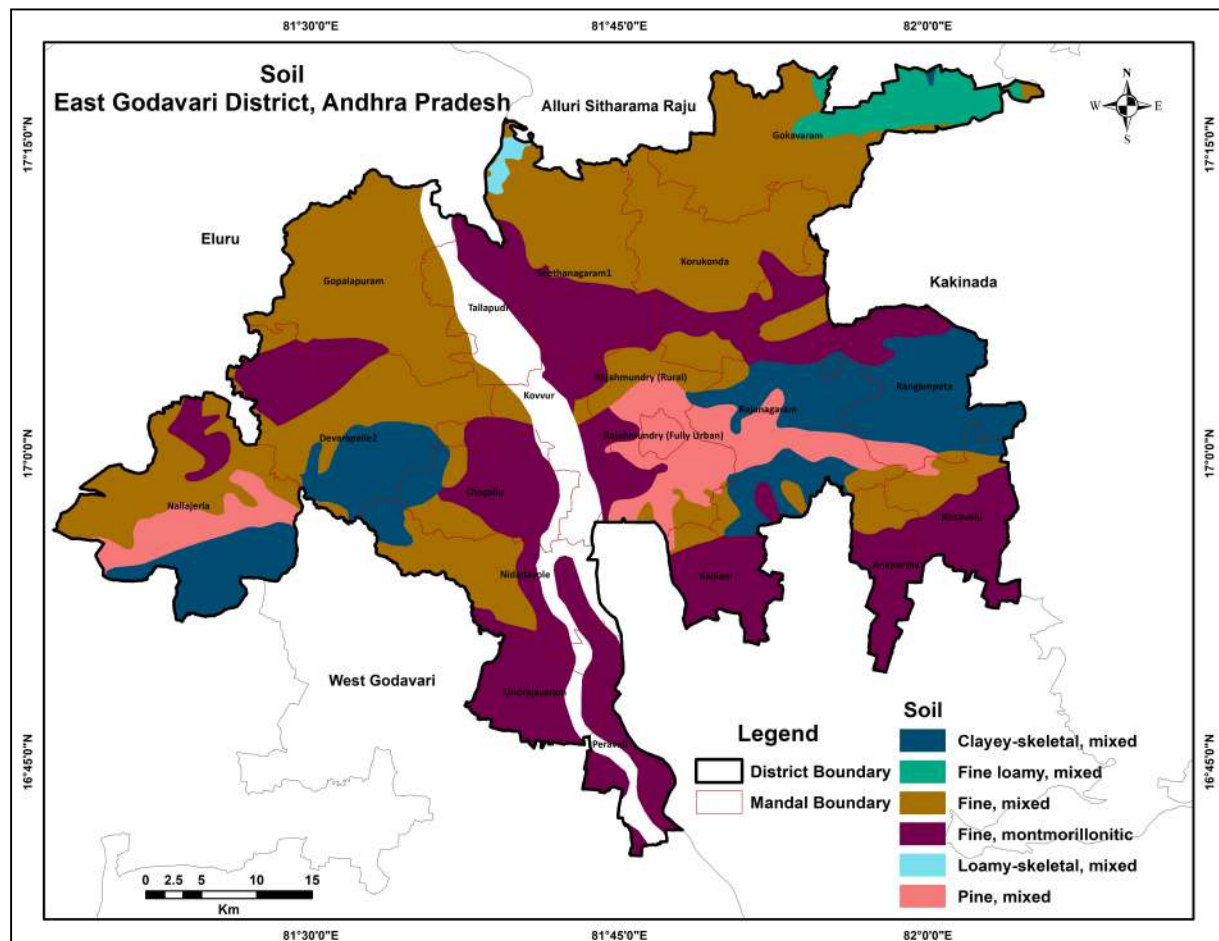 81°30'0"E
81°45'0"E
82°0'0"E
Soil
East Godavari District, Andhra Pradesh
Alluri Sitharama Raju
N
W
E
S
17°15'0"N
17°15'0"N
Gokavaram
Eluru
Gopalapuram
Seethanagaram1
Korukonda
Kakinada
Tallapudi
Rajahmundry (Rural)
Rangampeta
Kovvur
Rajanagaram
17°0'0"N
17°0'0"N
Devarapalle2
Rajahmundry (Fully Urban)
Nallajerla
Chagallu
Biccavolu
Nidadavole
Kadiam
Anaparthy
West Godavari
Undrajavaram
Peravali
16°45'0"N
16°45'0"N
Legend
District Boundary
Mandal Boundary
Soil
Clayey-skeletal, mixed
Fine loamy, mixed
Fine, mixed
Fine, montmorillonitic
Loamy-skeletal, mixed
Pine, mixed
0 2.5 5 10 15
Km
81°30'0"E
81°45'0"E
82°0'0"E